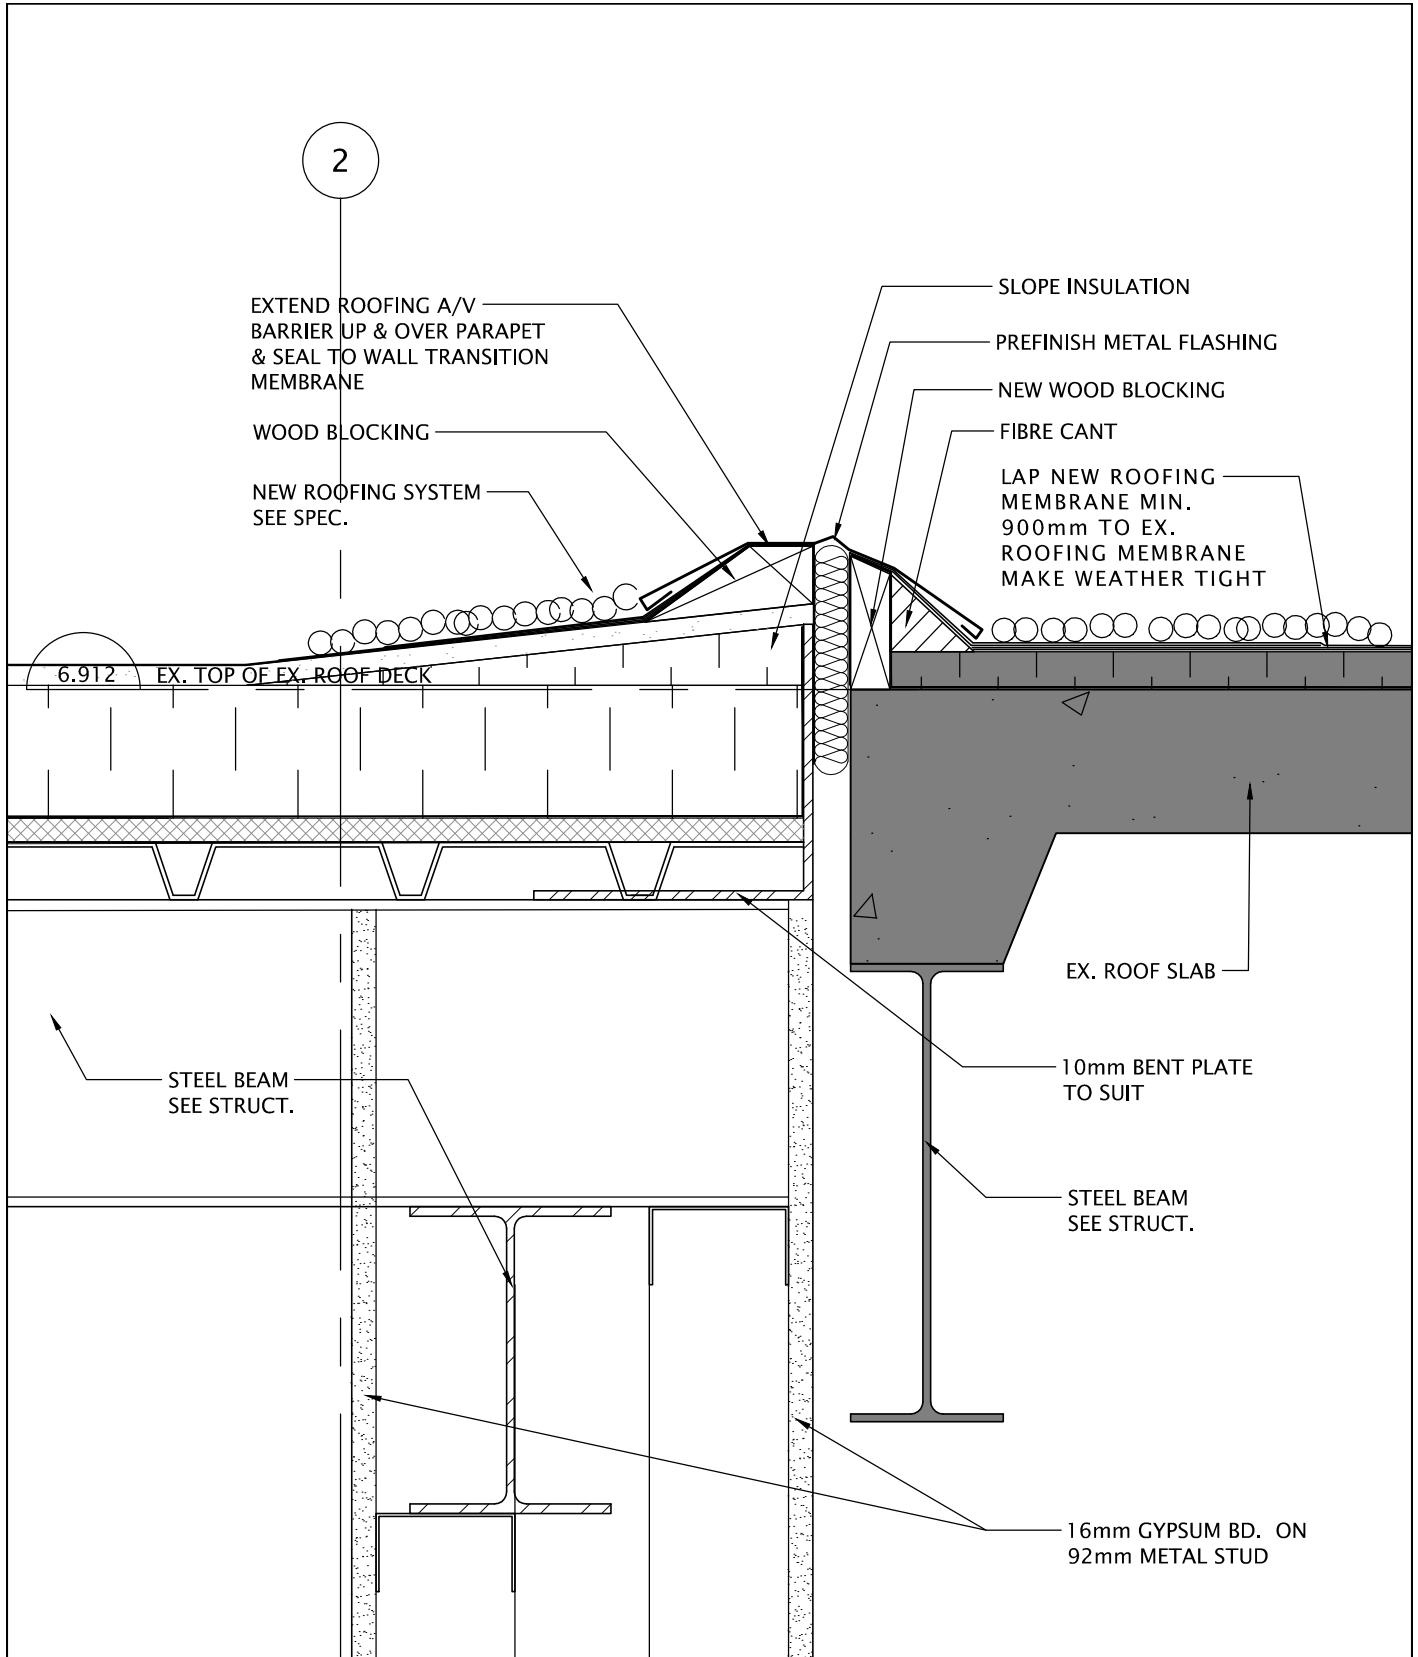 2
EXTEND ROOFING A/V
BARRIER UP & OVER PARAPET
& SEAL TO WALL TRANSITION
MEMBRANE
WOOD BLOCKING
NEW ROOFING SYSTEM
SEE SPEC.
SLOPE INSULATION
PREFINISH METAL FLASHING
NEW WOOD BLOCKING
FIBRE CANT
LAP NEW ROOFING
MEMBRANE MIN.
900mm TO EX.
ROOFING MEMBRANE
MAKE WEATHER TIGHT
6.912 EX. TOP OF EX. ROOF DECK
EX. ROOF SLAB
STEEL BEAM
SEE STRUCT.
10mm BENT PLATE
TO SUIT
STEEL BEAM
SEE STRUCT.
16mm GYPSUM BD. ON
92mm METAL STUD